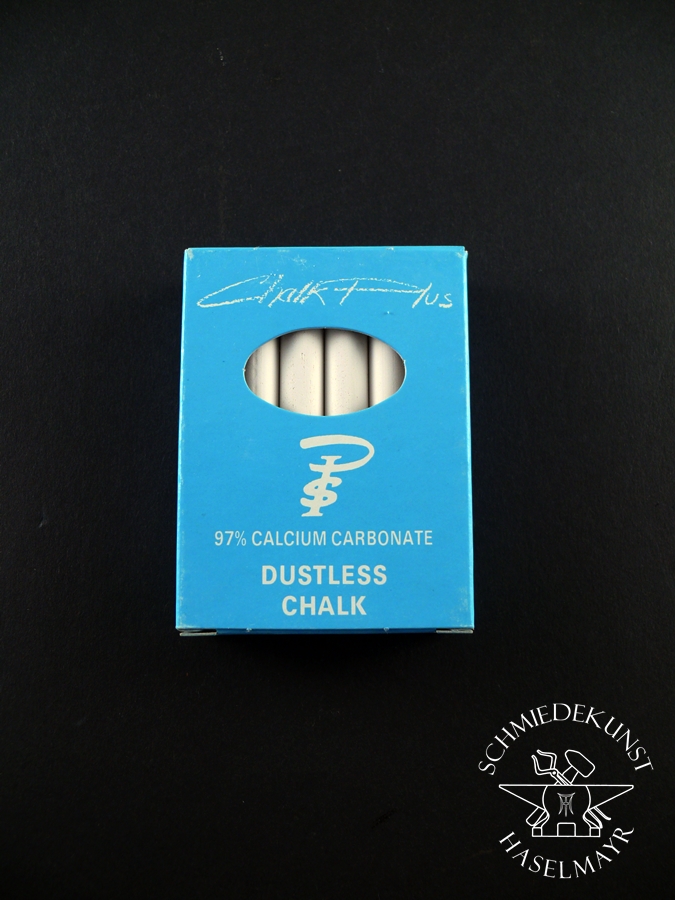 Chalk Plus
97% CALCIUM CARBONATE
DUSTLESS
CHALK
SCHMIEDEKUNST
HASELMAYR